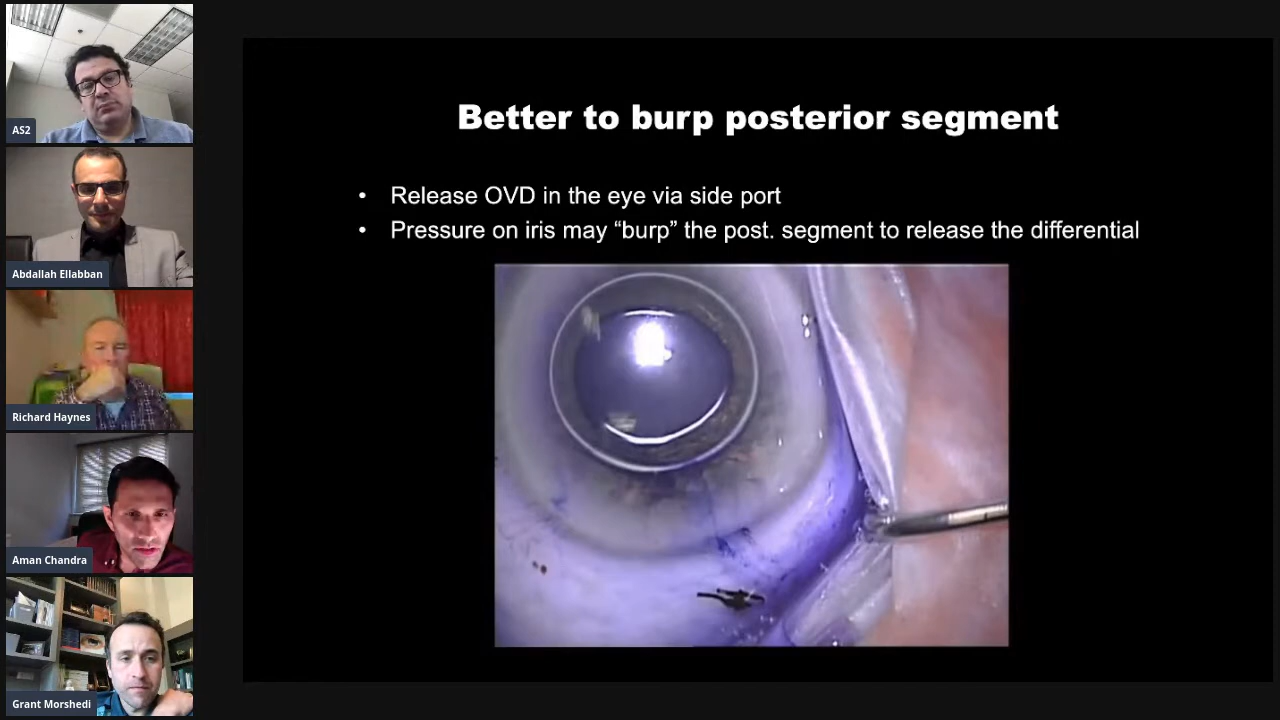 AS2
Abdallah Ellabban
Richard Haynes
Aman Chandra
Grant Morshedi
Better to burp posterior segment
• Release OVD in the eye via side port
• Pressure on iris may “burp” the post. segment to release the differential